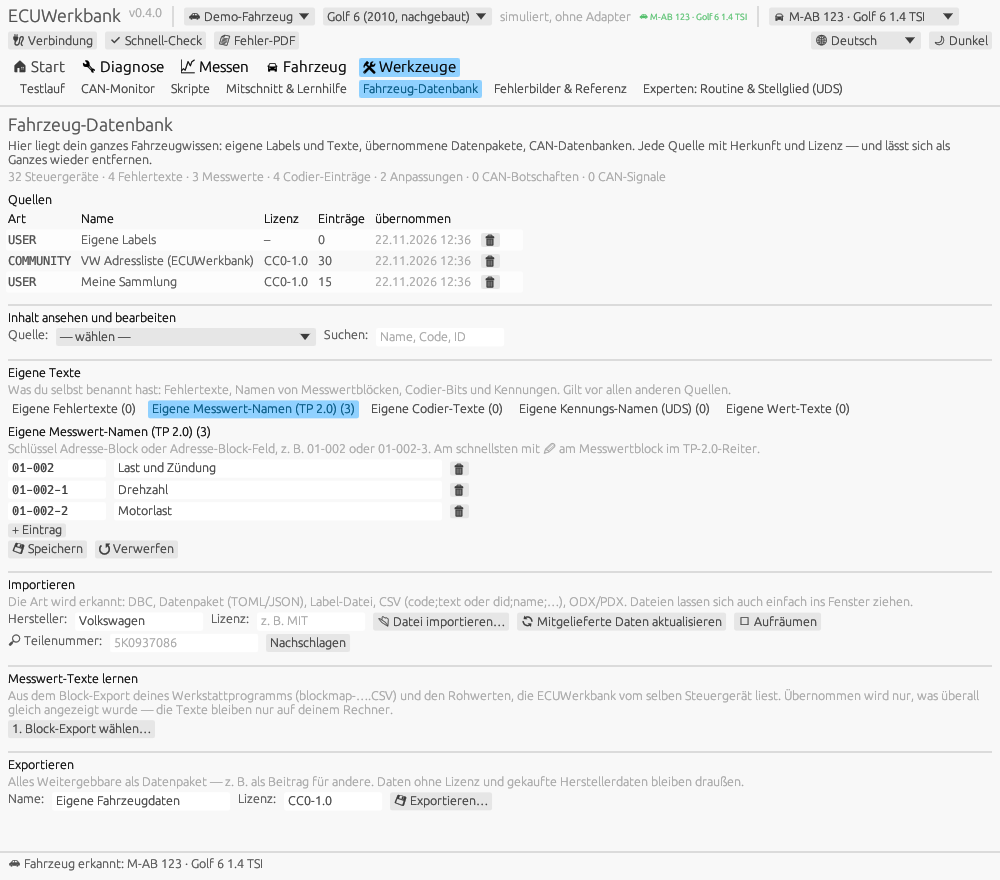 ECUWerkbank v0.4.0 Demo-Fahrzeug Golf 6 (2010, nachgebaut) simuliert, ohne Adapter M-AB 123 · Golf 6 1.4 TSI M-AB 123 · Golf 6 1.4 TSI
Verbindung Schnell-Check Fehler-PDF Deutsch Dunkel
Start Diagnose Messen Fahrzeug Werkzeuge
Testlauf CAN-Monitor Skripte Mitschnitt & Lernhilfe Fahrzeug-Datenbank Fehlerbilder & Referenz Experten: Routine & Stellglied (UDS)
Fahrzeug-Datenbank
Hier liegt dein ganzes Fahrzeugwissen: eigene Labels und Texte, übernommene Datenpakete, CAN-Datenbanken. Jede Quelle mit Herkunft und Lizenz — und lässt sich als
Ganzes wieder entfernen.
32 Steuergeräte · 4 Fehlertexte · 3 Messwerte · 4 Codier-Einträge · 2 Anpassungen · 0 CAN-Botschaften · 0 CAN-Signale
Quellen
Art Name Lizenz Einträge übernommen
USER Eigene Labels – 0 22.11.2026 12:36
COMMUNITY VW Adressliste (ECUWerkbank) CC0-1.0 30 22.11.2026 12:36
USER Meine Sammlung CC0-1.0 15 22.11.2026 12:36
Inhalt ansehen und bearbeiten
Quelle: — wählen — Suchen: Name, Code, ID
Eigene Texte
Was du selbst benannt hast: Fehlertexte, Namen von Messwertblöcken, Codier-Bits und Kennungen. Gilt vor allen anderen Quellen.
Eigene Fehlertexte (0) Eigene Messwert-Namen (TP 2.0) (3) Eigene Codier-Texte (0) Eigene Kennungs-Namen (UDS) (0) Eigene Wert-Texte (0)
Eigene Messwert-Namen (TP 2.0) (3)
Schlüssel Adresse-Block oder Adresse-Block-Feld, z. B. 01-002 oder 01-002-3. Am schnellsten mit ✏ am Messwertblock im TP-2.0-Reiter.
01-002 Last und Zündung
01-002-1 Drehzahl
01-002-2 Motorlast
+ Eintrag
Speichern Verwerfen
Importieren
Die Art wird erkannt: DBC, Datenpaket (TOML/JSON), Label-Datei, CSV (code;text oder did;name;…), ODX/PDX. Dateien lassen sich auch einfach ins Fenster ziehen.
Hersteller: Volkswagen Lizenz: z. B. MIT Datei importieren… Mitgelieferte Daten aktualisieren Aufräumen
Teilenummer: 5K0937086 Nachschlagen
Messwert-Texte lernen
Aus dem Block-Export deines Werkstattprogramms (blockmap-….CSV) und den Rohwerten, die ECUWerkbank vom selben Steuergerät liest. Übernommen wird nur, was überall
gleich angezeigt wurde — die Texte bleiben nur auf deinem Rechner.
1. Block-Export wählen…
Exportieren
Alles Weitergebbare als Datenpaket — z. B. als Beitrag für andere. Daten ohne Lizenz und gekaufte Herstellerdaten bleiben draußen.
Name: Eigene Fahrzeugdaten Lizenz: CC0-1.0 Exportieren…
Fahrzeug erkannt: M-AB 123 · Golf 6 1.4 TSI